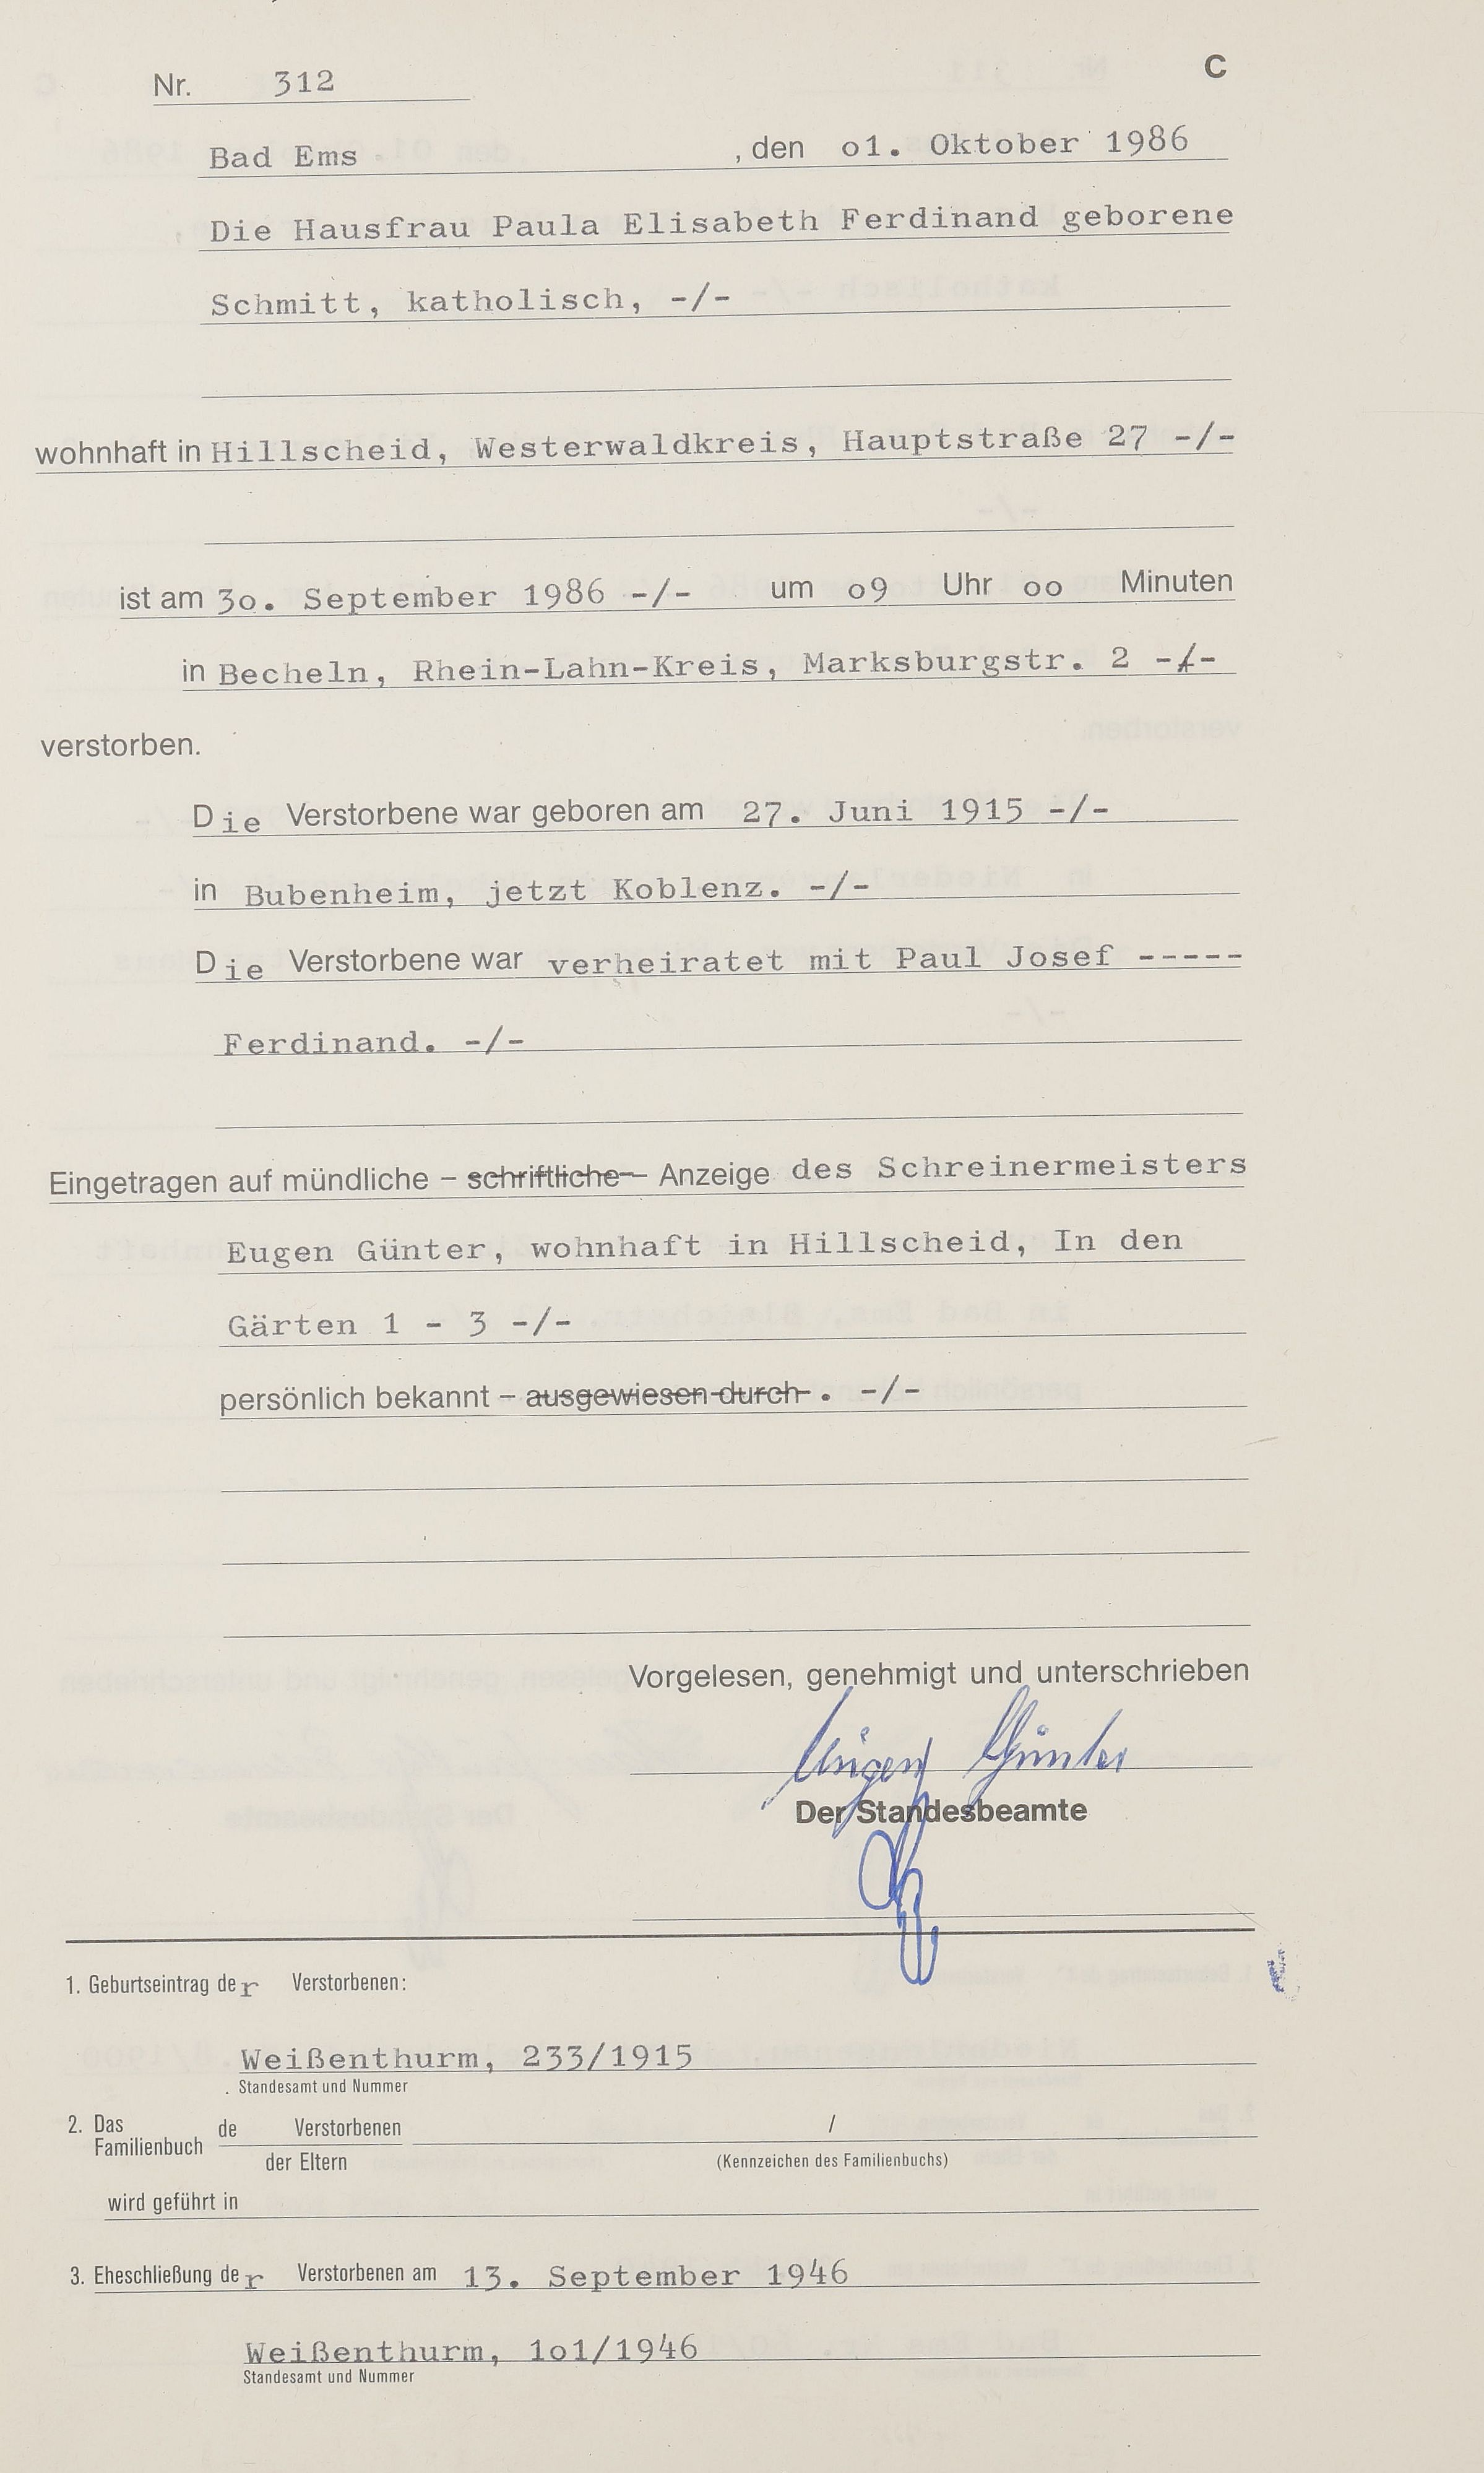 Nr. 312 C
Bad Ems , den o1. Oktober 1986
Die Hausfrau Paula Elisabeth Ferdinand geborene
Schmitt, katholisch, -/-
wohnhaft in Hillscheid, Westerwaldkreis, Hauptstraße 27 -/-
ist am 3o. September 1986 -/- um o9 Uhr oo Minuten
in Becheln, Rhein-Lahn-Kreis, Marksburgstr. 2 -/-
verstorben.
Die Verstorbene war geboren am 27. Juni 1915 -/-
in Bubenheim, jetzt Koblenz. -/-
Die Verstorbene war verheiratet mit Paul Josef -----
Ferdinand. -/-
Eingetragen auf mündliche – schriftliche – Anzeige des Schreinermeisters
Eugen Günter, wohnhaft in Hillscheid, In den
Gärten 1 - 3 -/-
persönlich bekannt – ausgewiesen durch . -/-
Vorgelesen, genehmigt und unterschrieben
Eugen Günter
Der Standesbeamte
1. Geburtseintrag der Verstorbenen:
Weißenthurm, 233/1915
Standesamt und Nummer
2. Das Familienbuch de Verstorbenen /
der Eltern (Kennzeichen des Familienbuchs)
wird geführt in
3. Eheschließung der Verstorbenen am 13. September 1946
Weißenthurm, 1o1/1946
Standesamt und Nummer